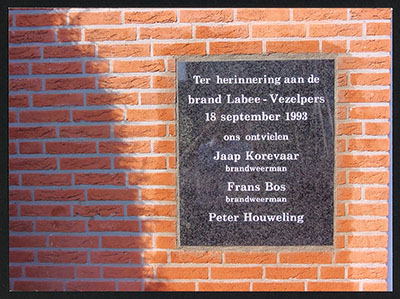 Ter herinnering aan de
brand Labee - Vezelpers
18 september 1993
ons ontvielen
Jaap Korevaar
brandweerman
Frans Bos
brandweerman
Peter Houweling